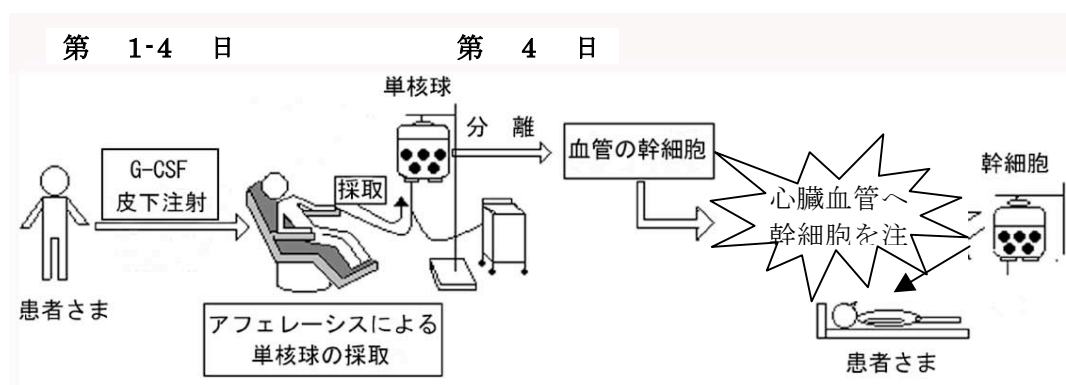 第 1-4 日
第 4 日
単核球
分 離
血管の幹細胞
幹細胞
G-CSF
皮下注射
採取
心臓血管へ
幹細胞を注
患者さま
アフェレーシスによる
単核球の採取
患者さま